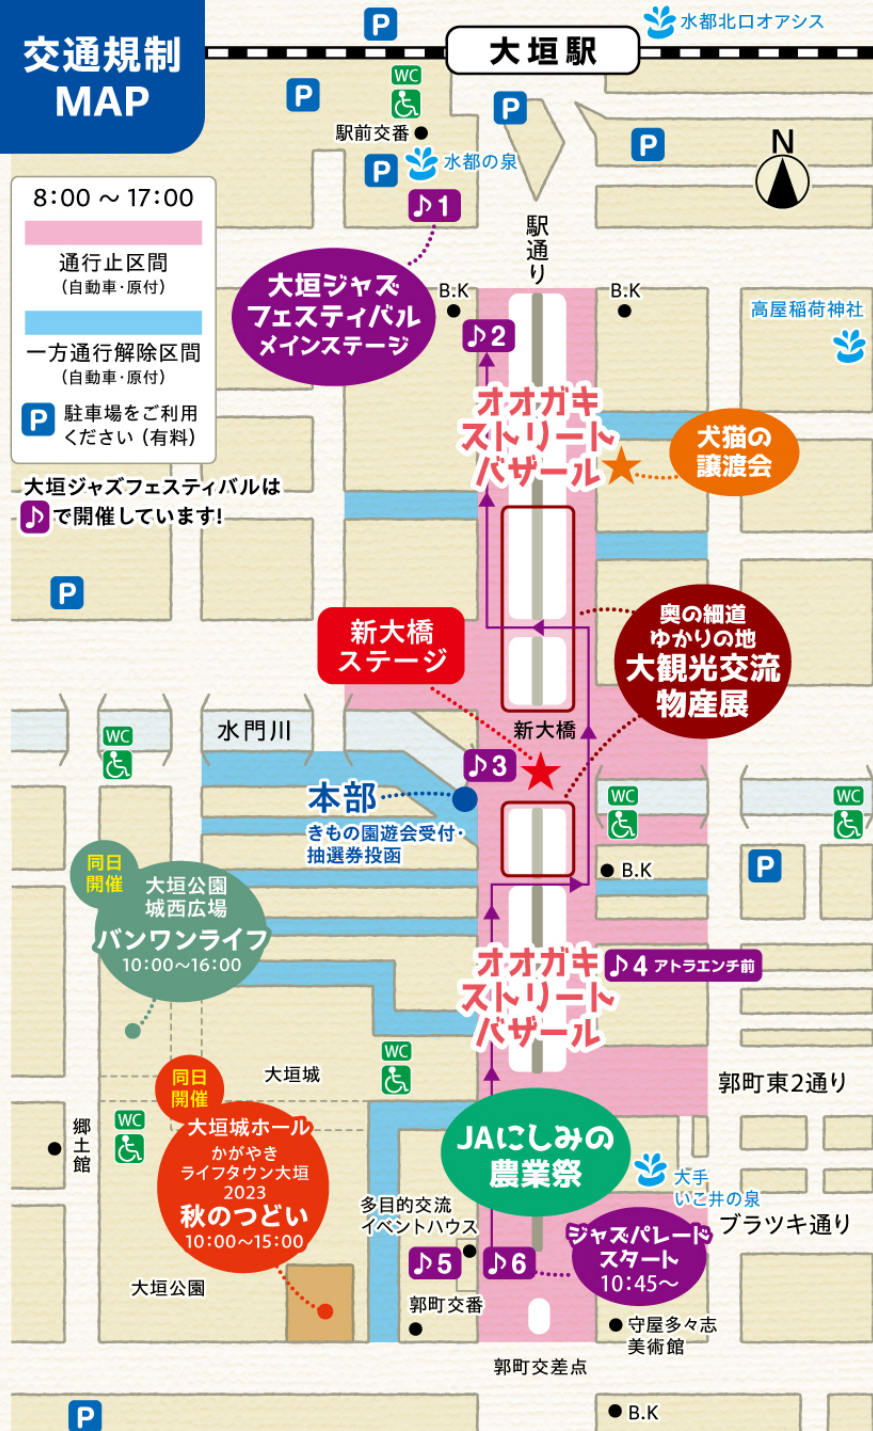 交通規制
MAP
P
水都北口オアシス
大垣駅
WC
P
P
駅前交番
P
水都の泉
P
N
♪1
8:00 〜 17:00
通行止区間
(自動車・原付)
一方通行解除区間
(自動車・原付)
P 駐車場をご利用
ください (有料)
大垣ジャズフェスティバルは
♪で開催しています!
駅通り
大垣ジャズ
フェスティバル
メインステージ
B.K
B.K
高屋稲荷神社
♪2
オオガキ
ストリート
バザール
犬猫の
譲渡会
P
新大橋
ステージ
奥の細道
ゆかりの地
大観光交流
物産展
水門川
新大橋
WC
♪3
本部
きもの園遊会受付・
抽選券投函
WC
WC
B.K
P
同日
開催
大垣公園
城西広場
バンワンライフ
10:00〜16:00
オオガキ
ストリート
バザール
♪4 アトラエンチ前
WC
大垣城
郭町東2通り
同日
開催
大垣城ホール
かがやき
ライフタウン大垣
2023
秋のつどい
10:00〜15:00
WC
郷土館
JAにしみの
農業祭
大手
いこ井の泉
多目的交流
イベントハウス
ブラツキ通り
♪5
♪6
ジャズパレード
スタート
10:45〜
大垣公園
郭町交番
守屋多々志
美術館
郭町交差点
P
B.K